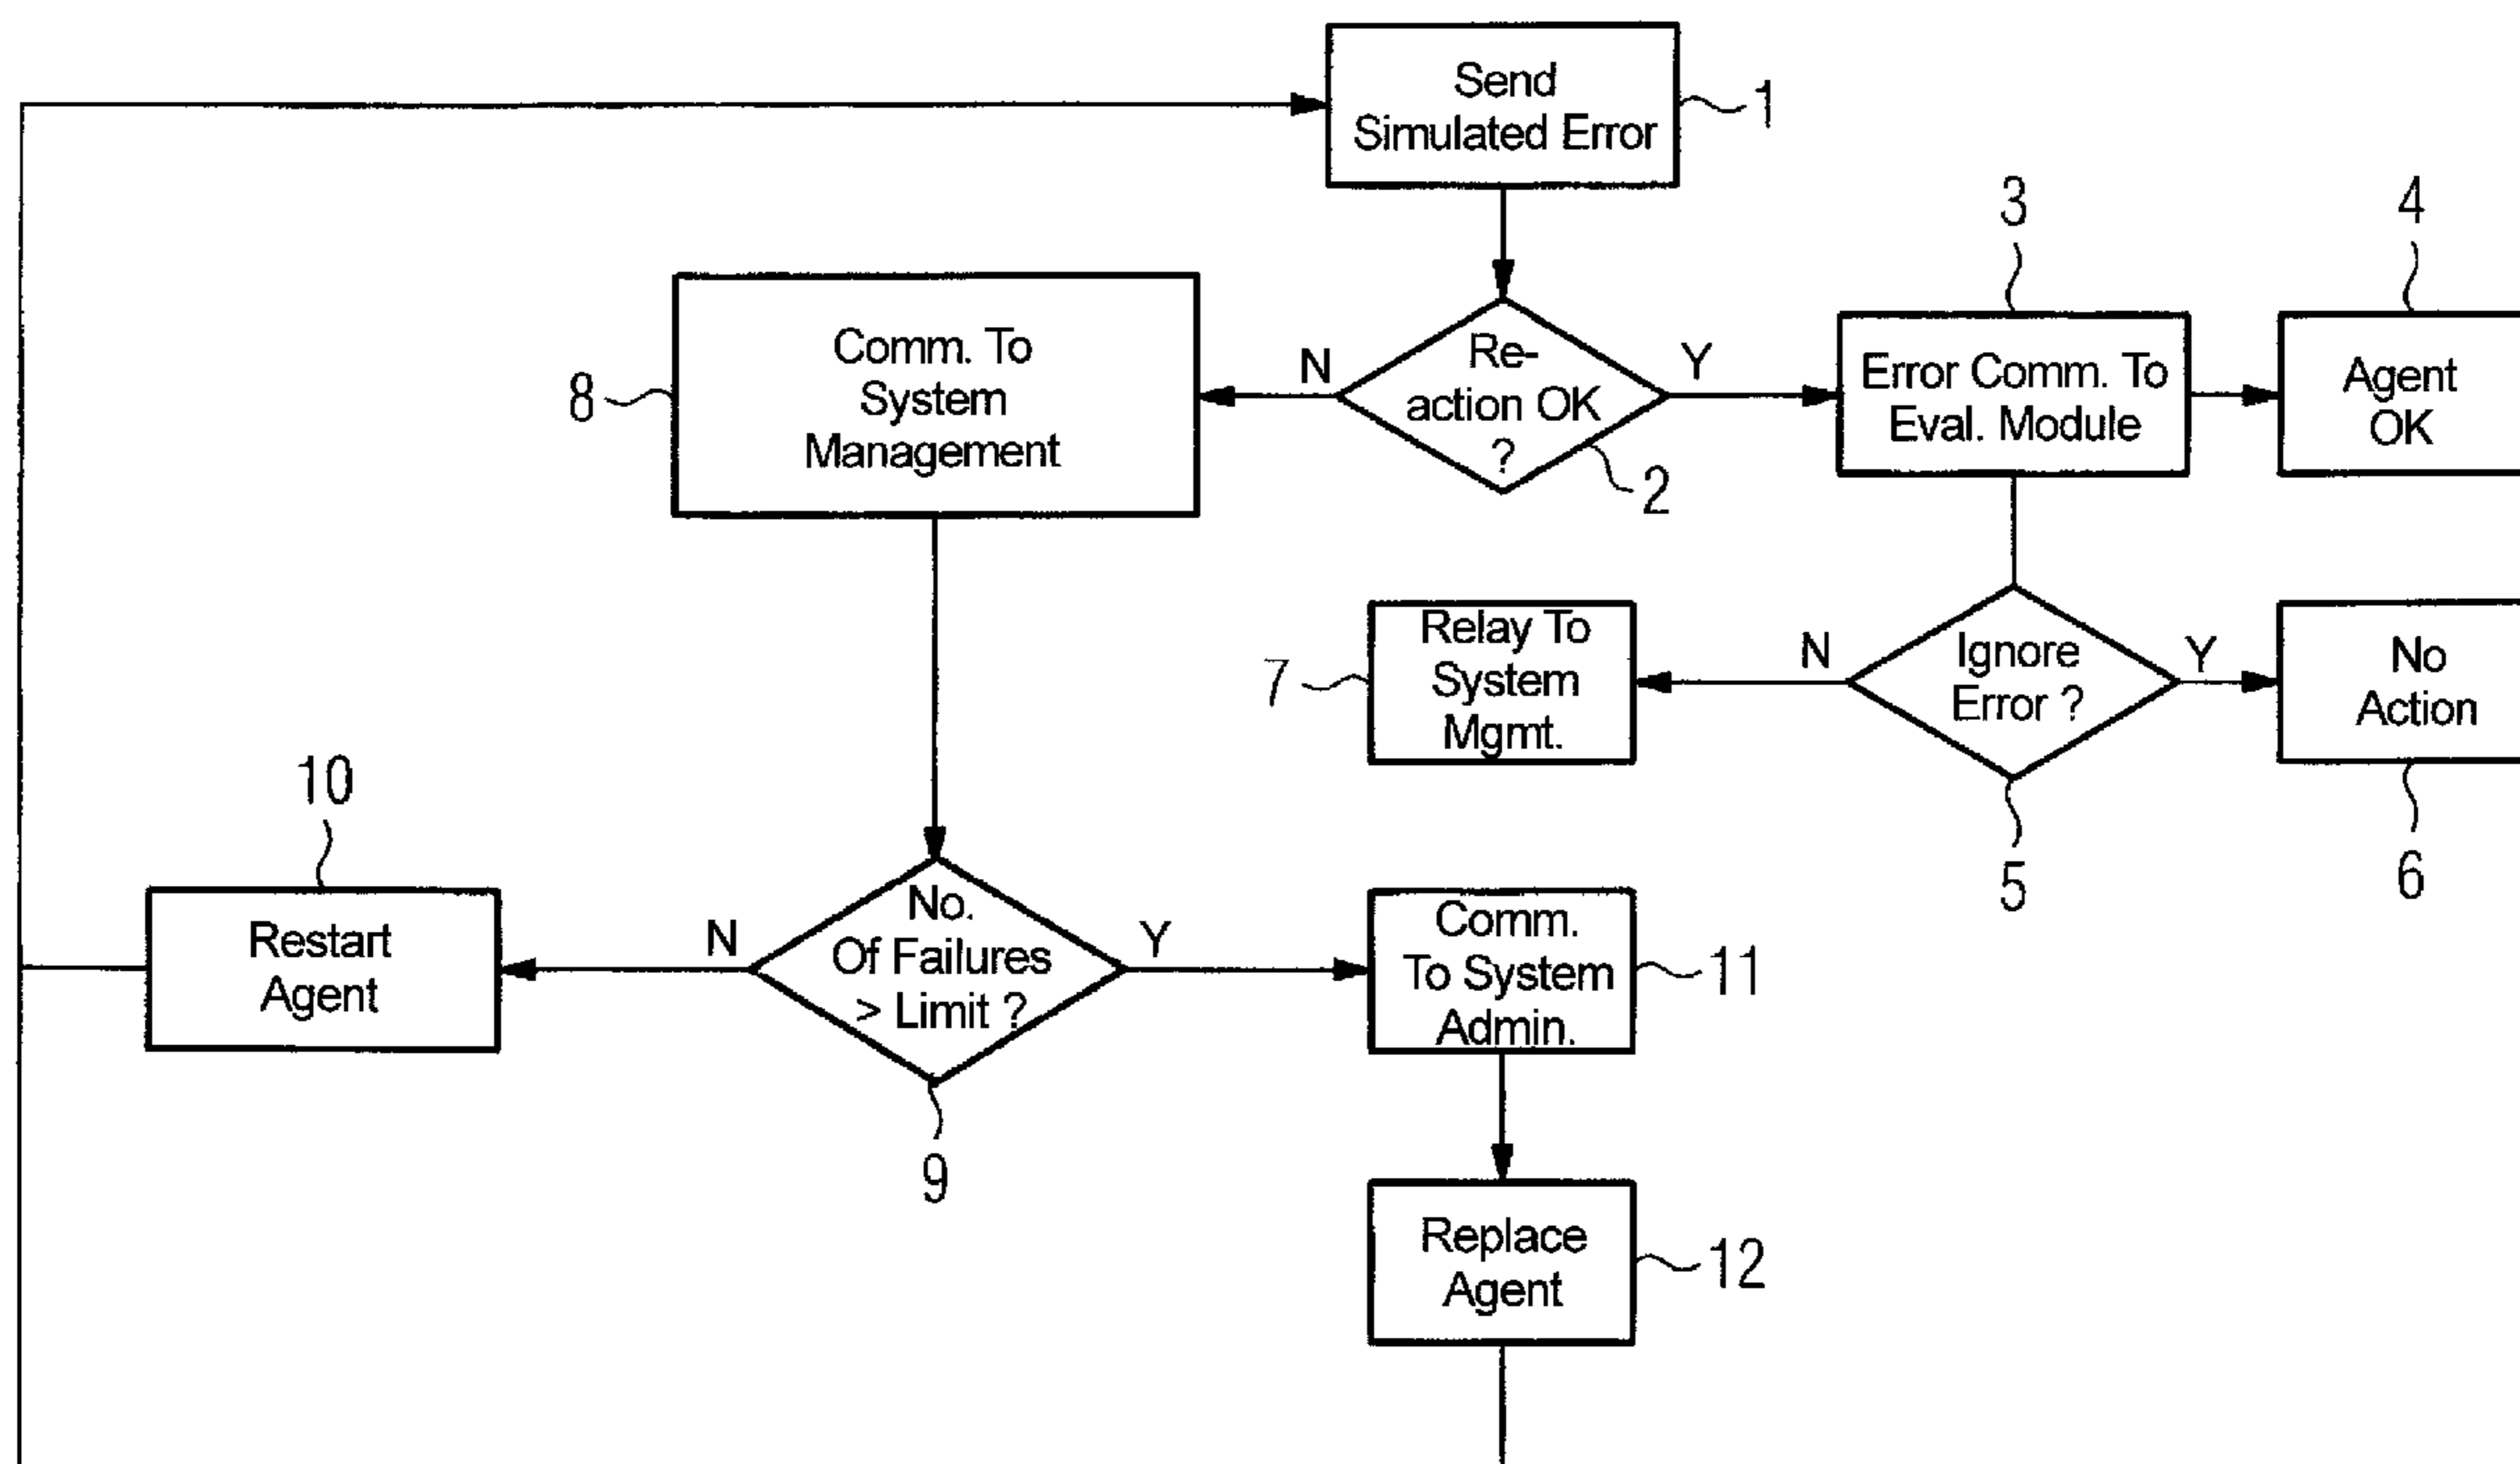 Send
Simulated Error
1
3
4
Comm. To
System
Management
8
N
Re-
action OK
?
Y
2
Error Comm. To
Eval. Module
Agent
OK
Relay To
System
Mgmt.
7
N
Ignore
Error ?
Y
No
Action
5
6
10
Restart
Agent
N
No.
Of Failures
> Limit ?
Y
9
Comm.
To System
Admin.
11
Replace
Agent
12